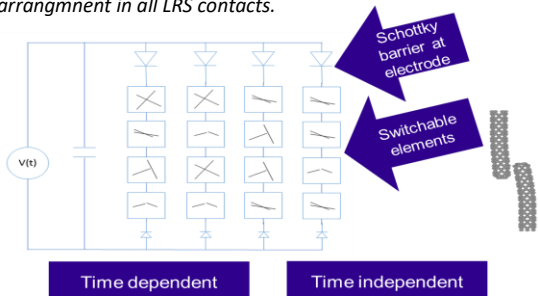 arrangmnent in all LRS contacts.
Schottky
barrier at
electrode
Switchable
elements
V(t)
Time dependent
Time independent